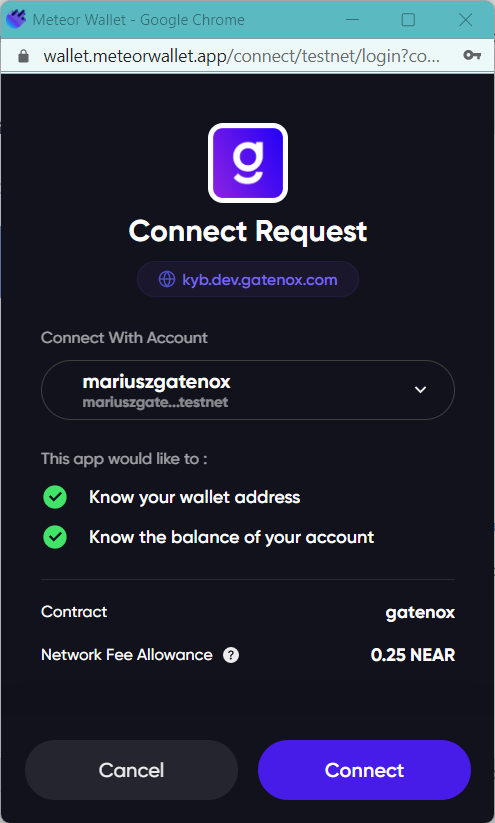 Meteor Wallet - Google Chrome
wallet.meteorwallet.app/connect/testnet/login?co...
g
Connect Request
kyb.dev.gatenox.com
Connect With Account
mariuszgatenox
mariuszgate...testnet
This app would like to :
Know your wallet address
Know the balance of your account
Contract gatenox
Network Fee Allowance ? 0.25 NEAR
Cancel Connect